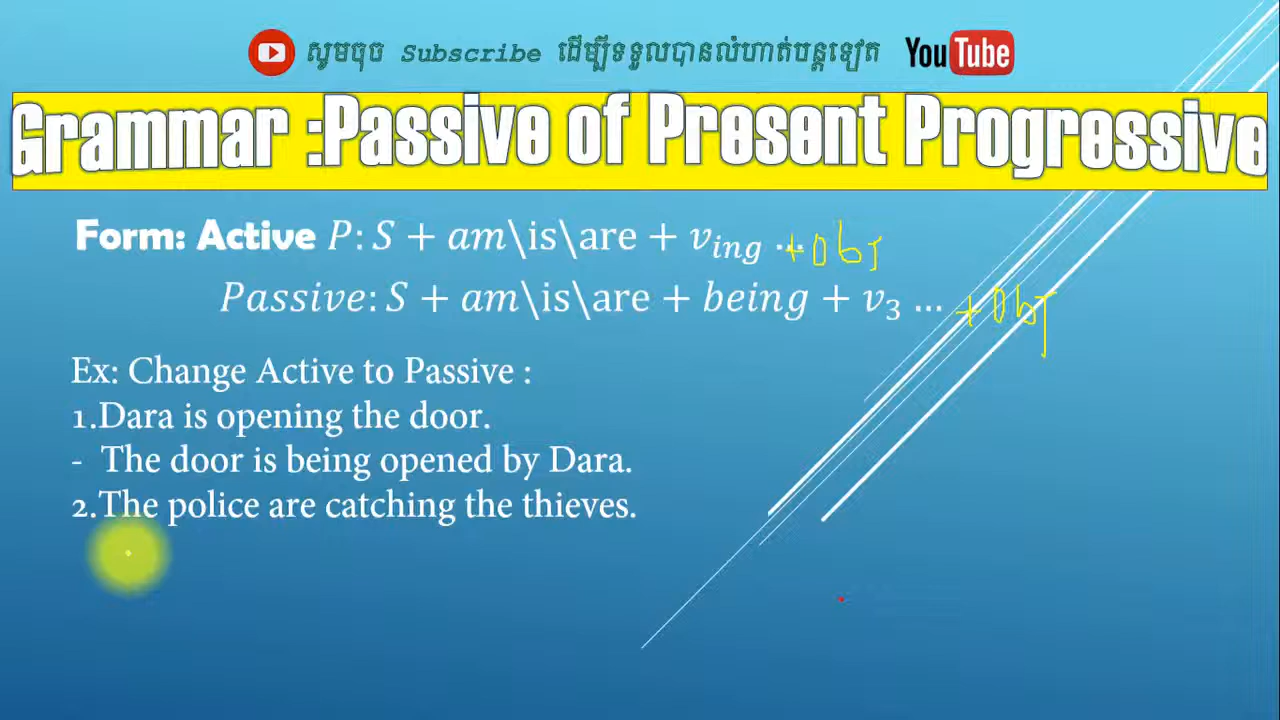 សូមចុច Subscribe ដើម្បីទទួលបានលំហាត់បន្តទៀត YouTube
Grammar :Passive of Present Progressive
Form: Active P: S + am\is\are + v_ing ... +obj
Passive: S + am\is\are + being + v_3 ... +obj
Ex: Change Active to Passive :
1.Dara is opening the door.
- The door is being opened by Dara.
2.The police are catching the thieves.